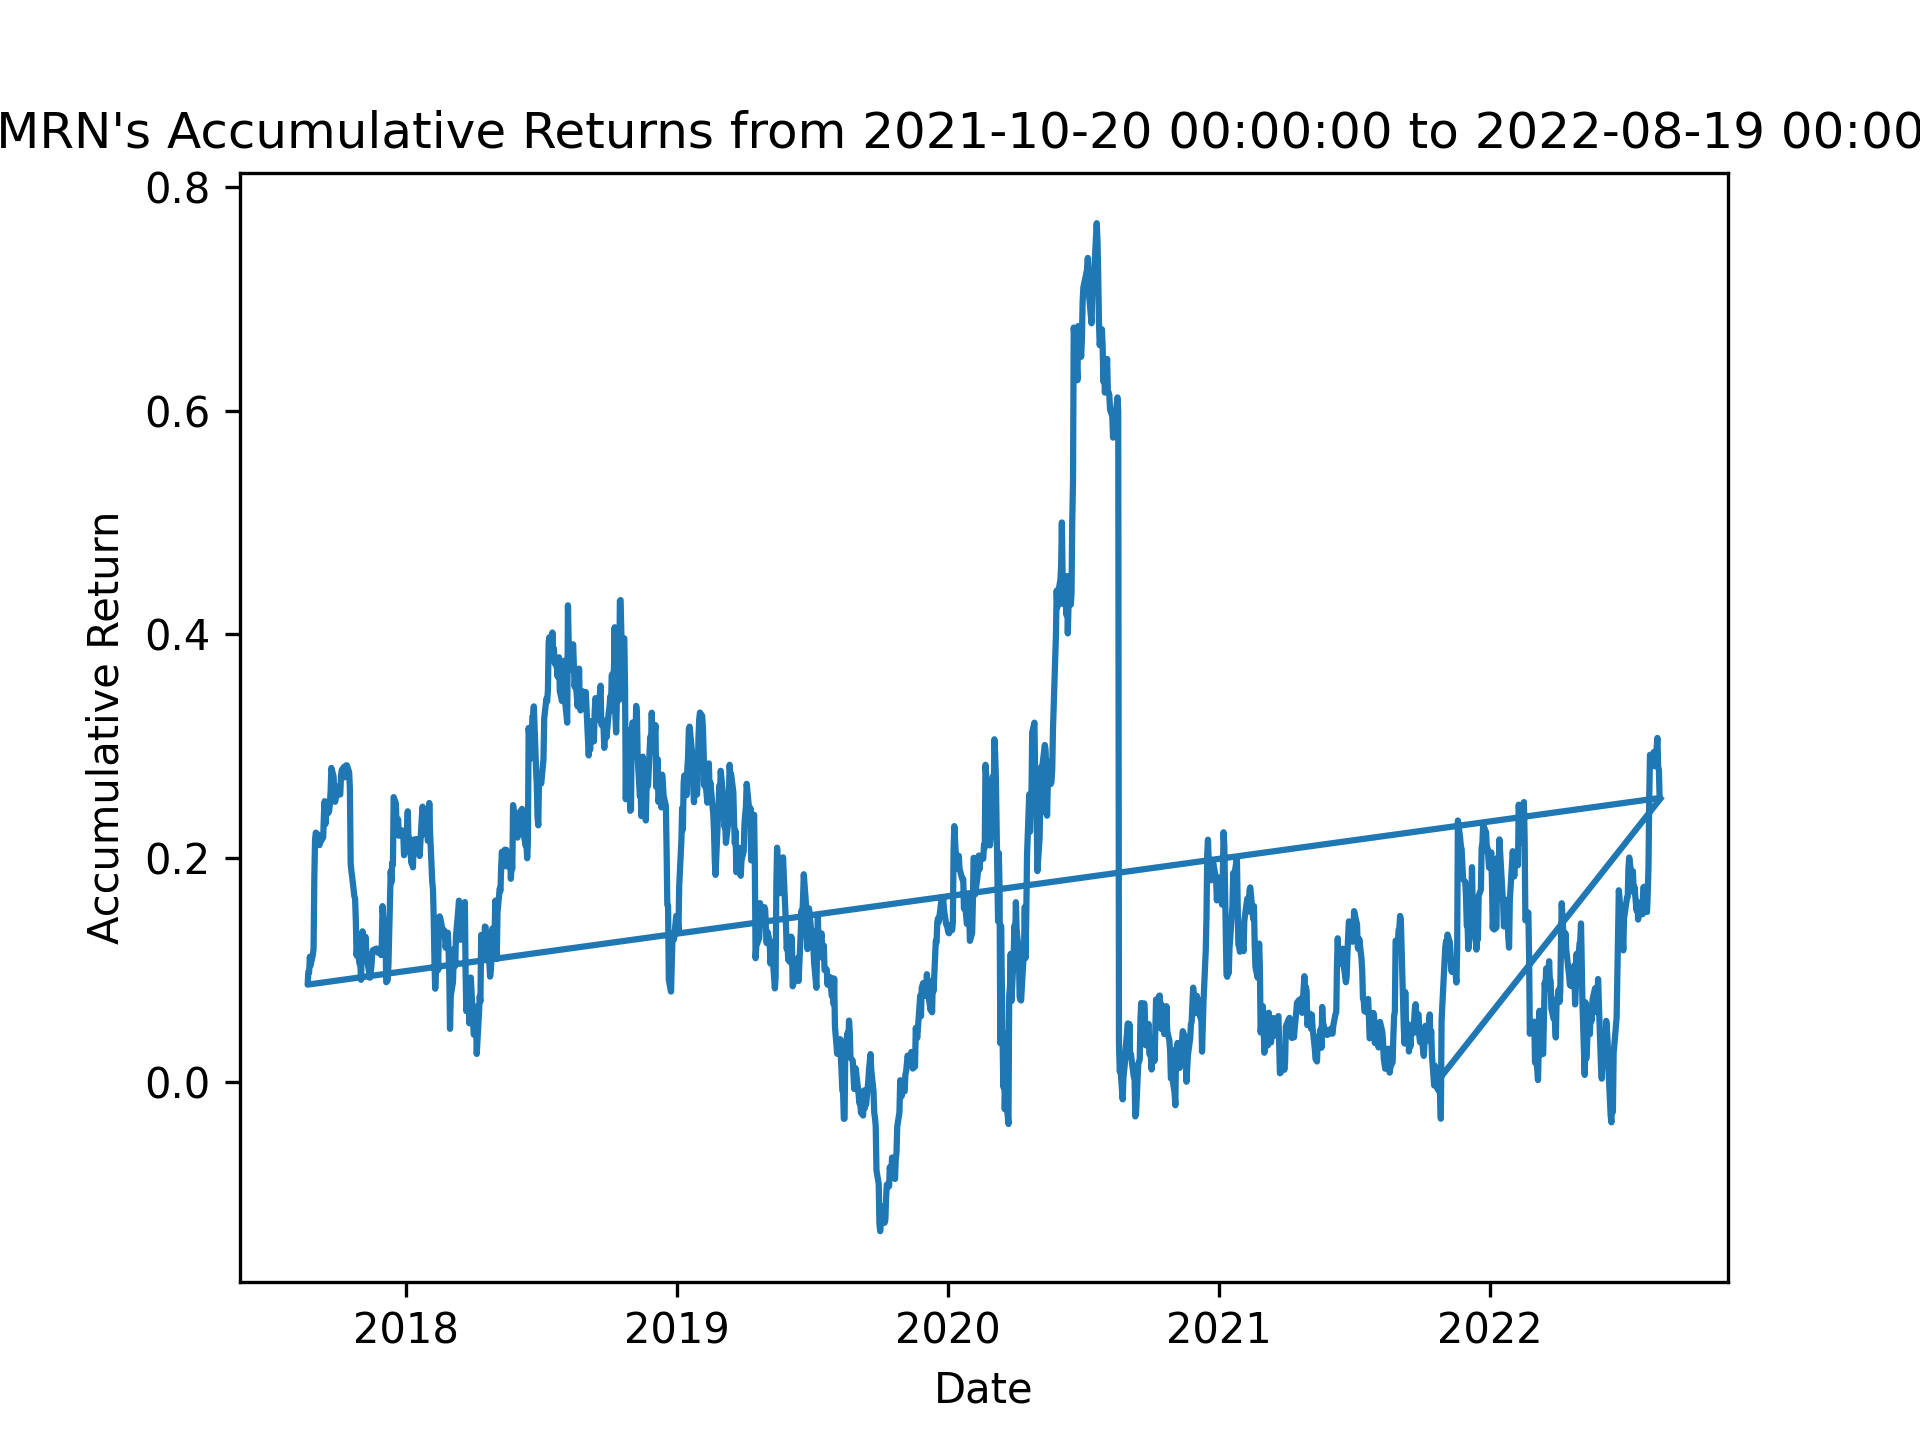 MRN's Accumulative Returns from 2021-10-20 00:00:00 to 2022-08-19 00:00
0.8
0.6
0.4
0.2
0.0
Accumulative Return
2018 2019 2020 2021 2022
Date